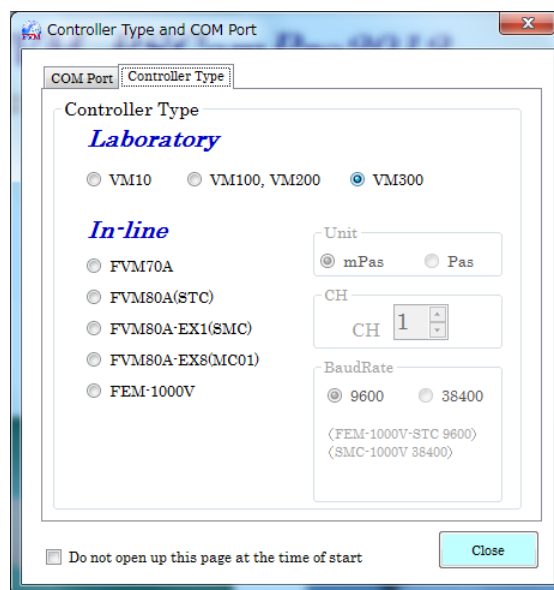 Controller Type and COM Port
COM Port Controller Type
Controller Type
Laboratory
VM10 VM100, VM200 VM300
In-line
FVM70A
FVM80A(STC)
FVM80A-EX1(SMC)
FVM80A-EX8(MC01)
FEM-1000V
Unit
mPas Pas
CH
CH 1
BaudRate
9600 38400
(FEM-1000V-STC 9600)
(SMC-1000V 38400)
Do not open up this page at the time of start
Close